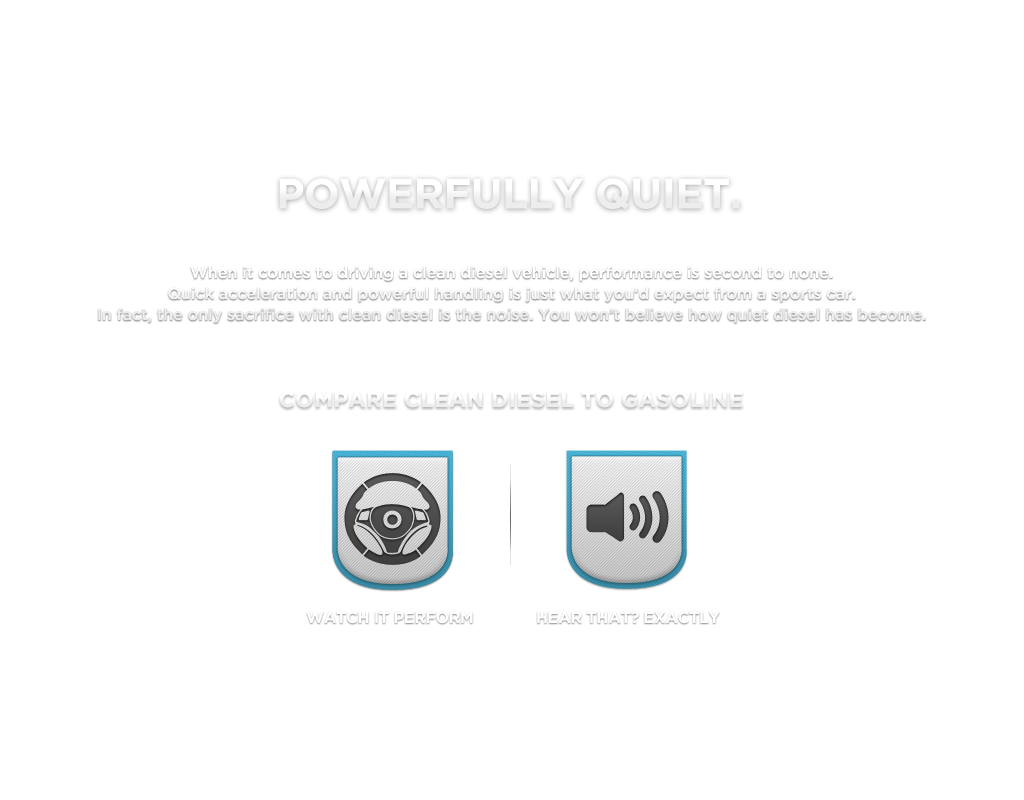 POWERFULLY QUIET.
When it comes to driving a clean diesel vehicle, performance is second to none.
Quick acceleration and powerful handling is just what you'd expect from a sports car.
In fact, the only sacrifice with clean diesel is the noise. You won't believe how quiet diesel has become.
COMPARE CLEAN DIESEL TO GASOLINE
WATCH IT PERFORM
HEAR THAT? EXACTLY